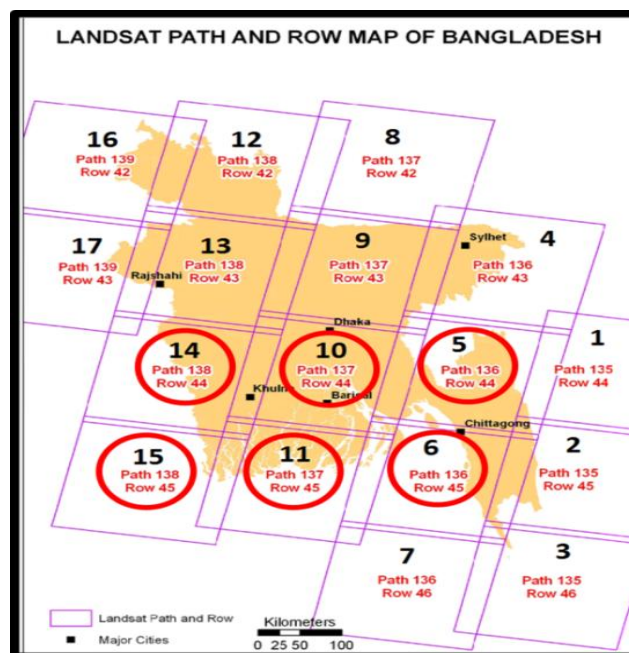 LANDSAT PATH AND ROW MAP OF BANGLADESH
16
Path 139
Row 42
12
Path 138
Row 42
8
Path 137
Row 42
17
Path 139
Row 43
Rajshahi
13
Path 138
Row 43
9
Path 137
Row 43
Sylhet
4
Path 136
Row 43
Dhaka
14
Path 138
Row 44
10
Path 137
Row 44
5
Path 136
Row 44
1
Path 135
Row 44
Khuln
Barisal
Chittagong
15
Path 138
Row 45
11
Path 137
Row 45
6
Path 136
Row 45
2
Path 135
Row 45
7
Path 136
Row 46
3
Path 135
Row 46
Landsat Path and Row
Major Cities
Kilometers
0 25 50 100